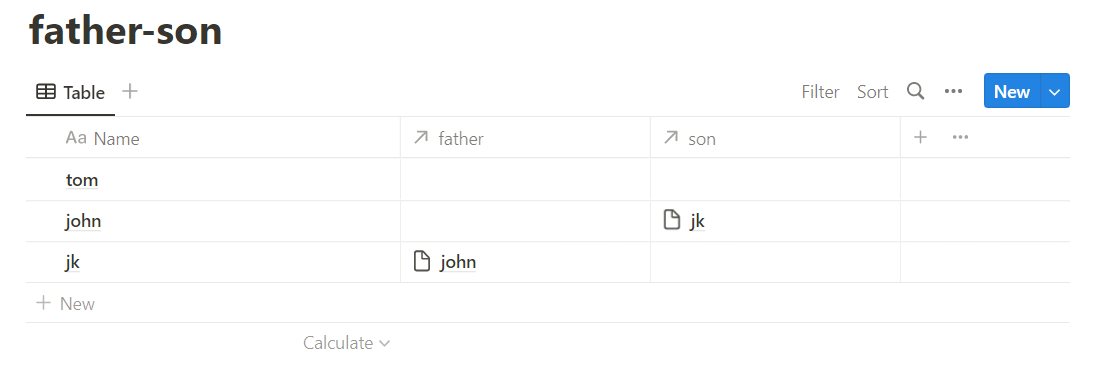 father-son
Table
Filter Sort New
Aa Name father son
tom
john jk
jk john
New
Calculate